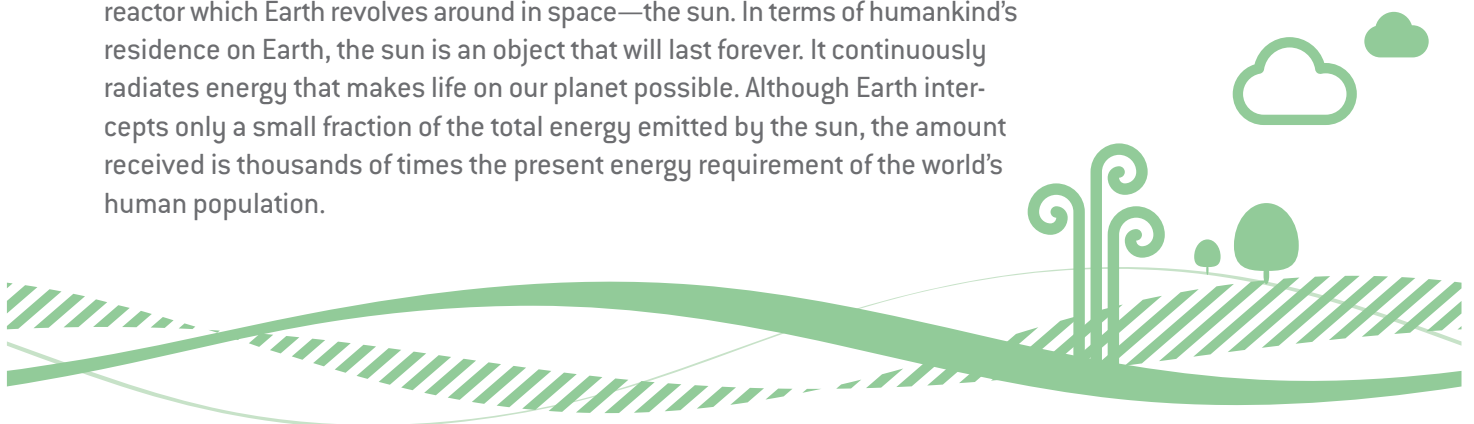 reactor which Earth revolves around in space—the sun. In terms of humankind’s
residence on Earth, the sun is an object that will last forever. It continuously
radiates energy that makes life on our planet possible. Although Earth inter-
cepts only a small fraction of the total energy emitted by the sun, the amount
received is thousands of times the present energy requirement of the world’s
human population.